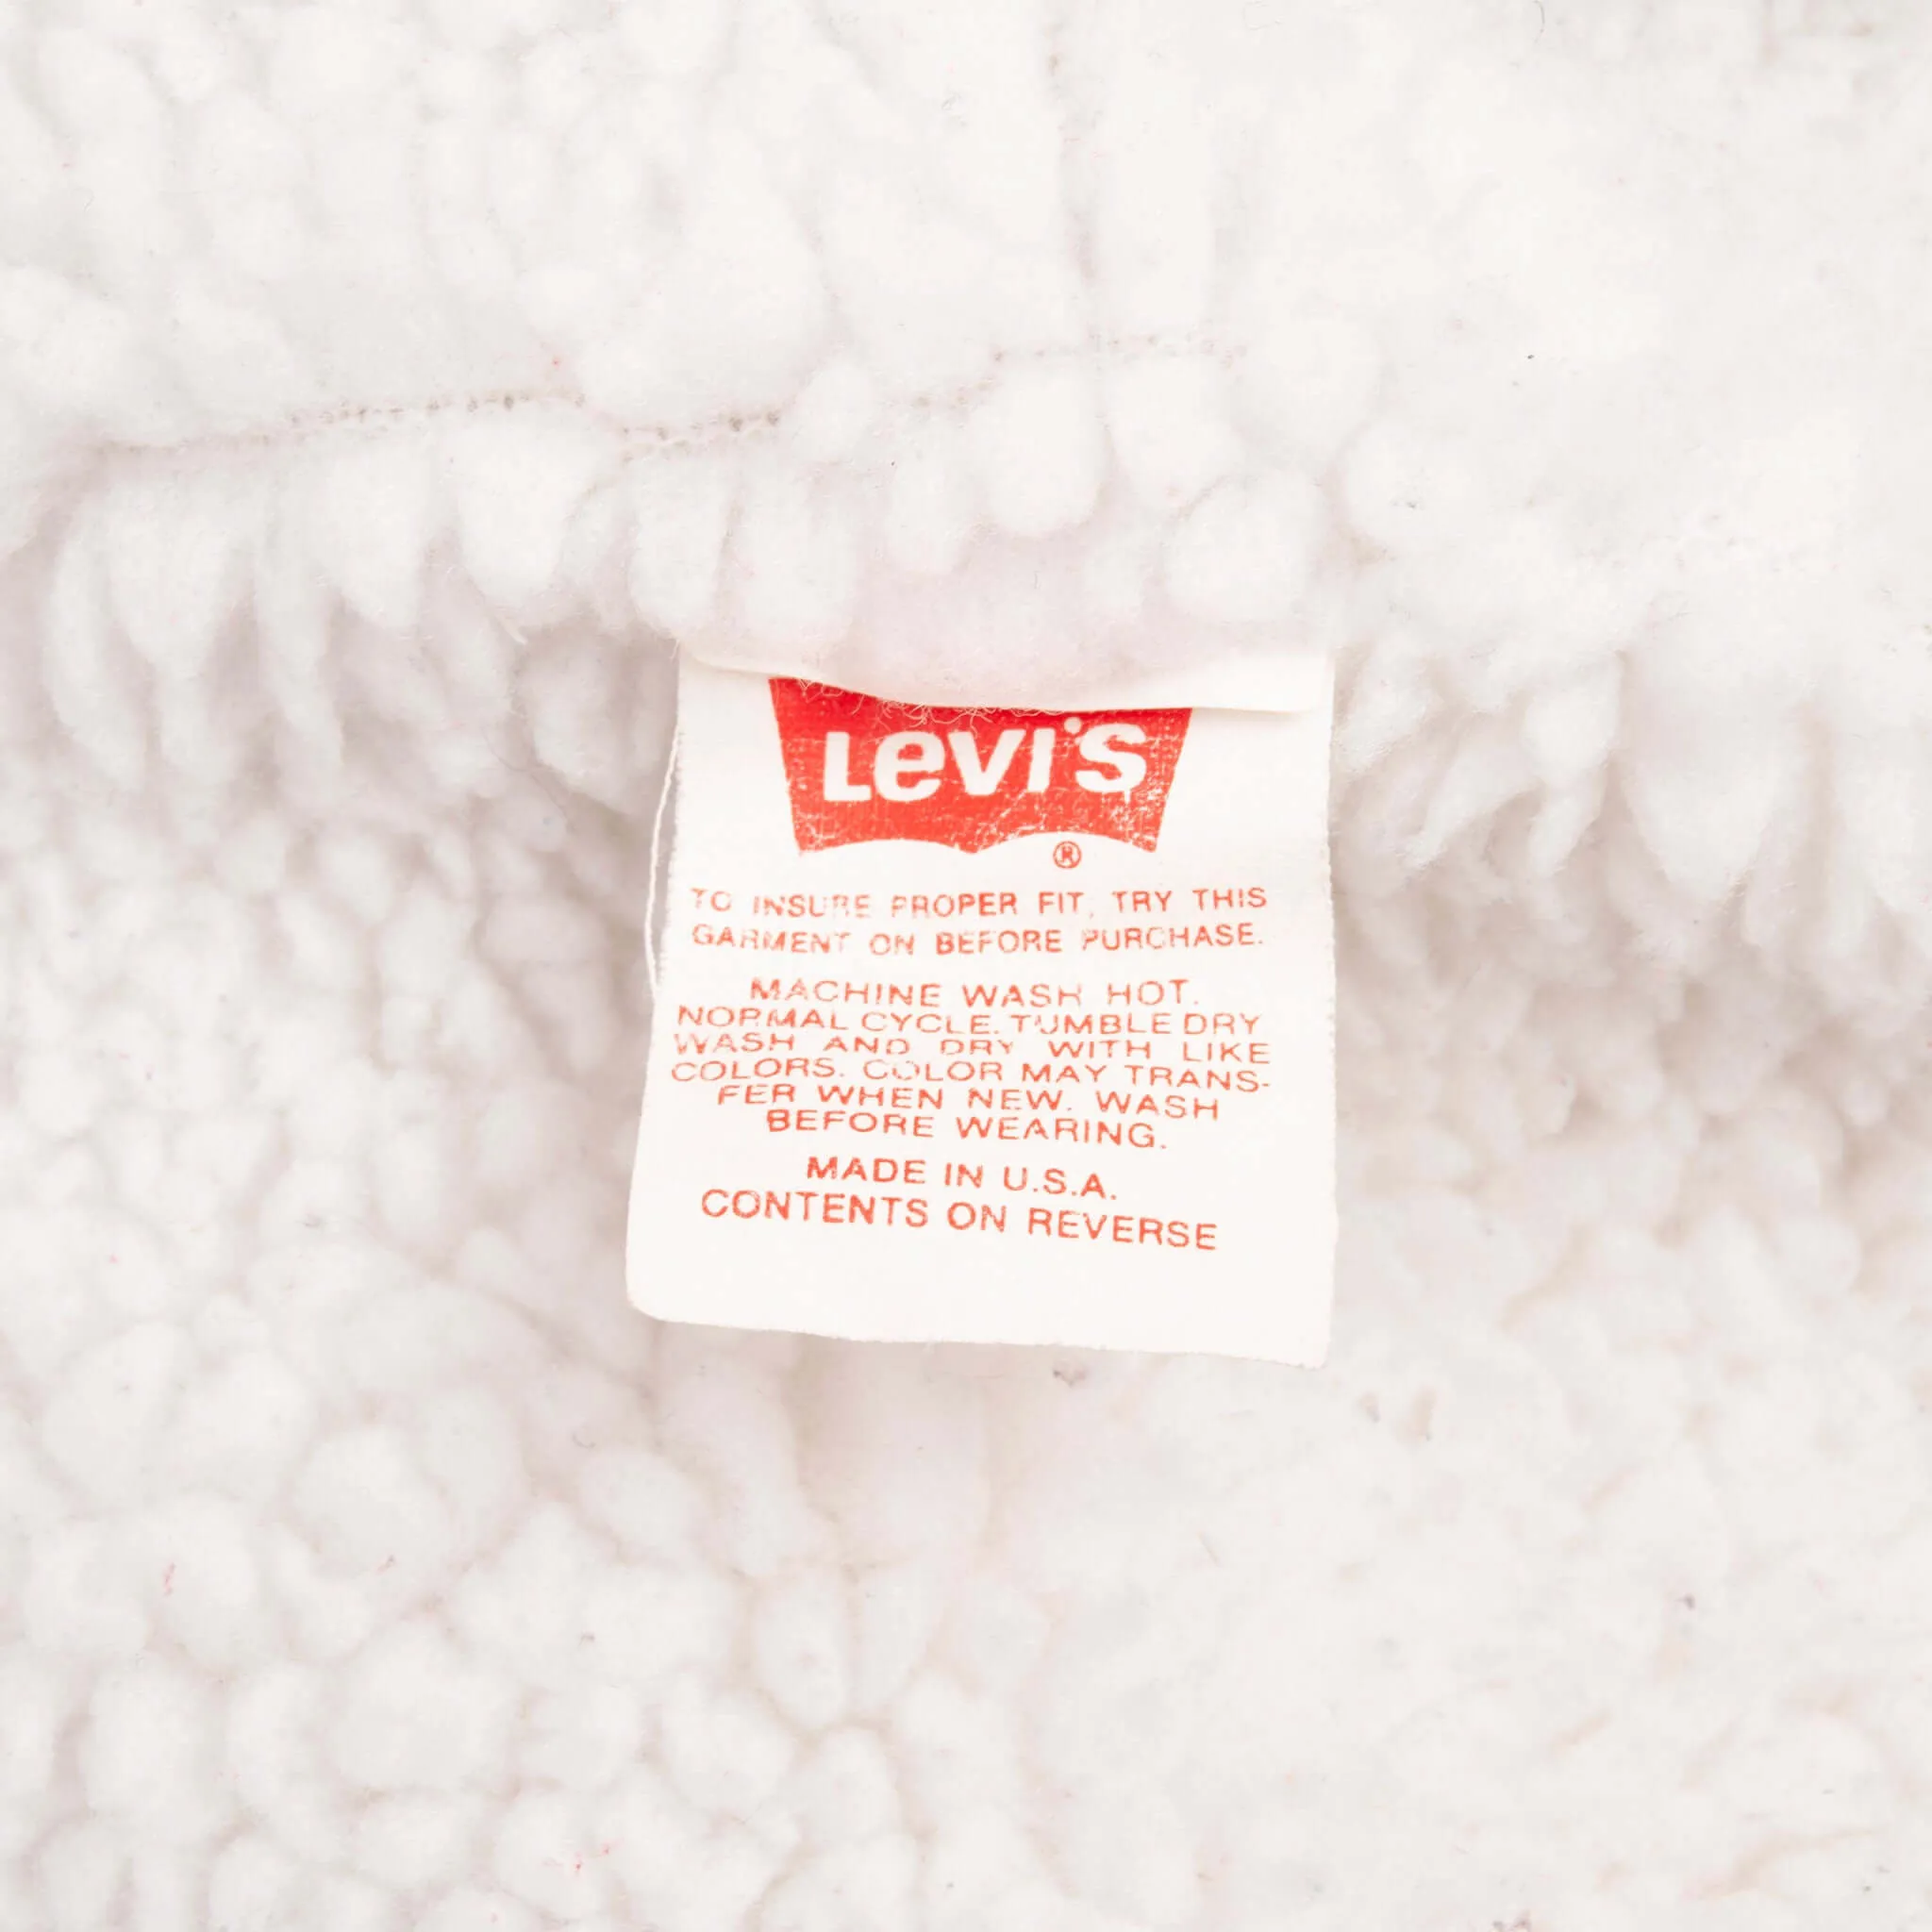 Levi's
®
TO INSURE PROPER FIT, TRY THIS
GARMENT ON BEFORE PURCHASE.
MACHINE WASH HOT.
NORMAL CYCLE. TUMBLE DRY
WASH AND DRY WITH LIKE
COLORS. COLOR MAY TRANS-
FER WHEN NEW. WASH
BEFORE WEARING.
MADE IN U.S.A.
CONTENTS ON REVERSE